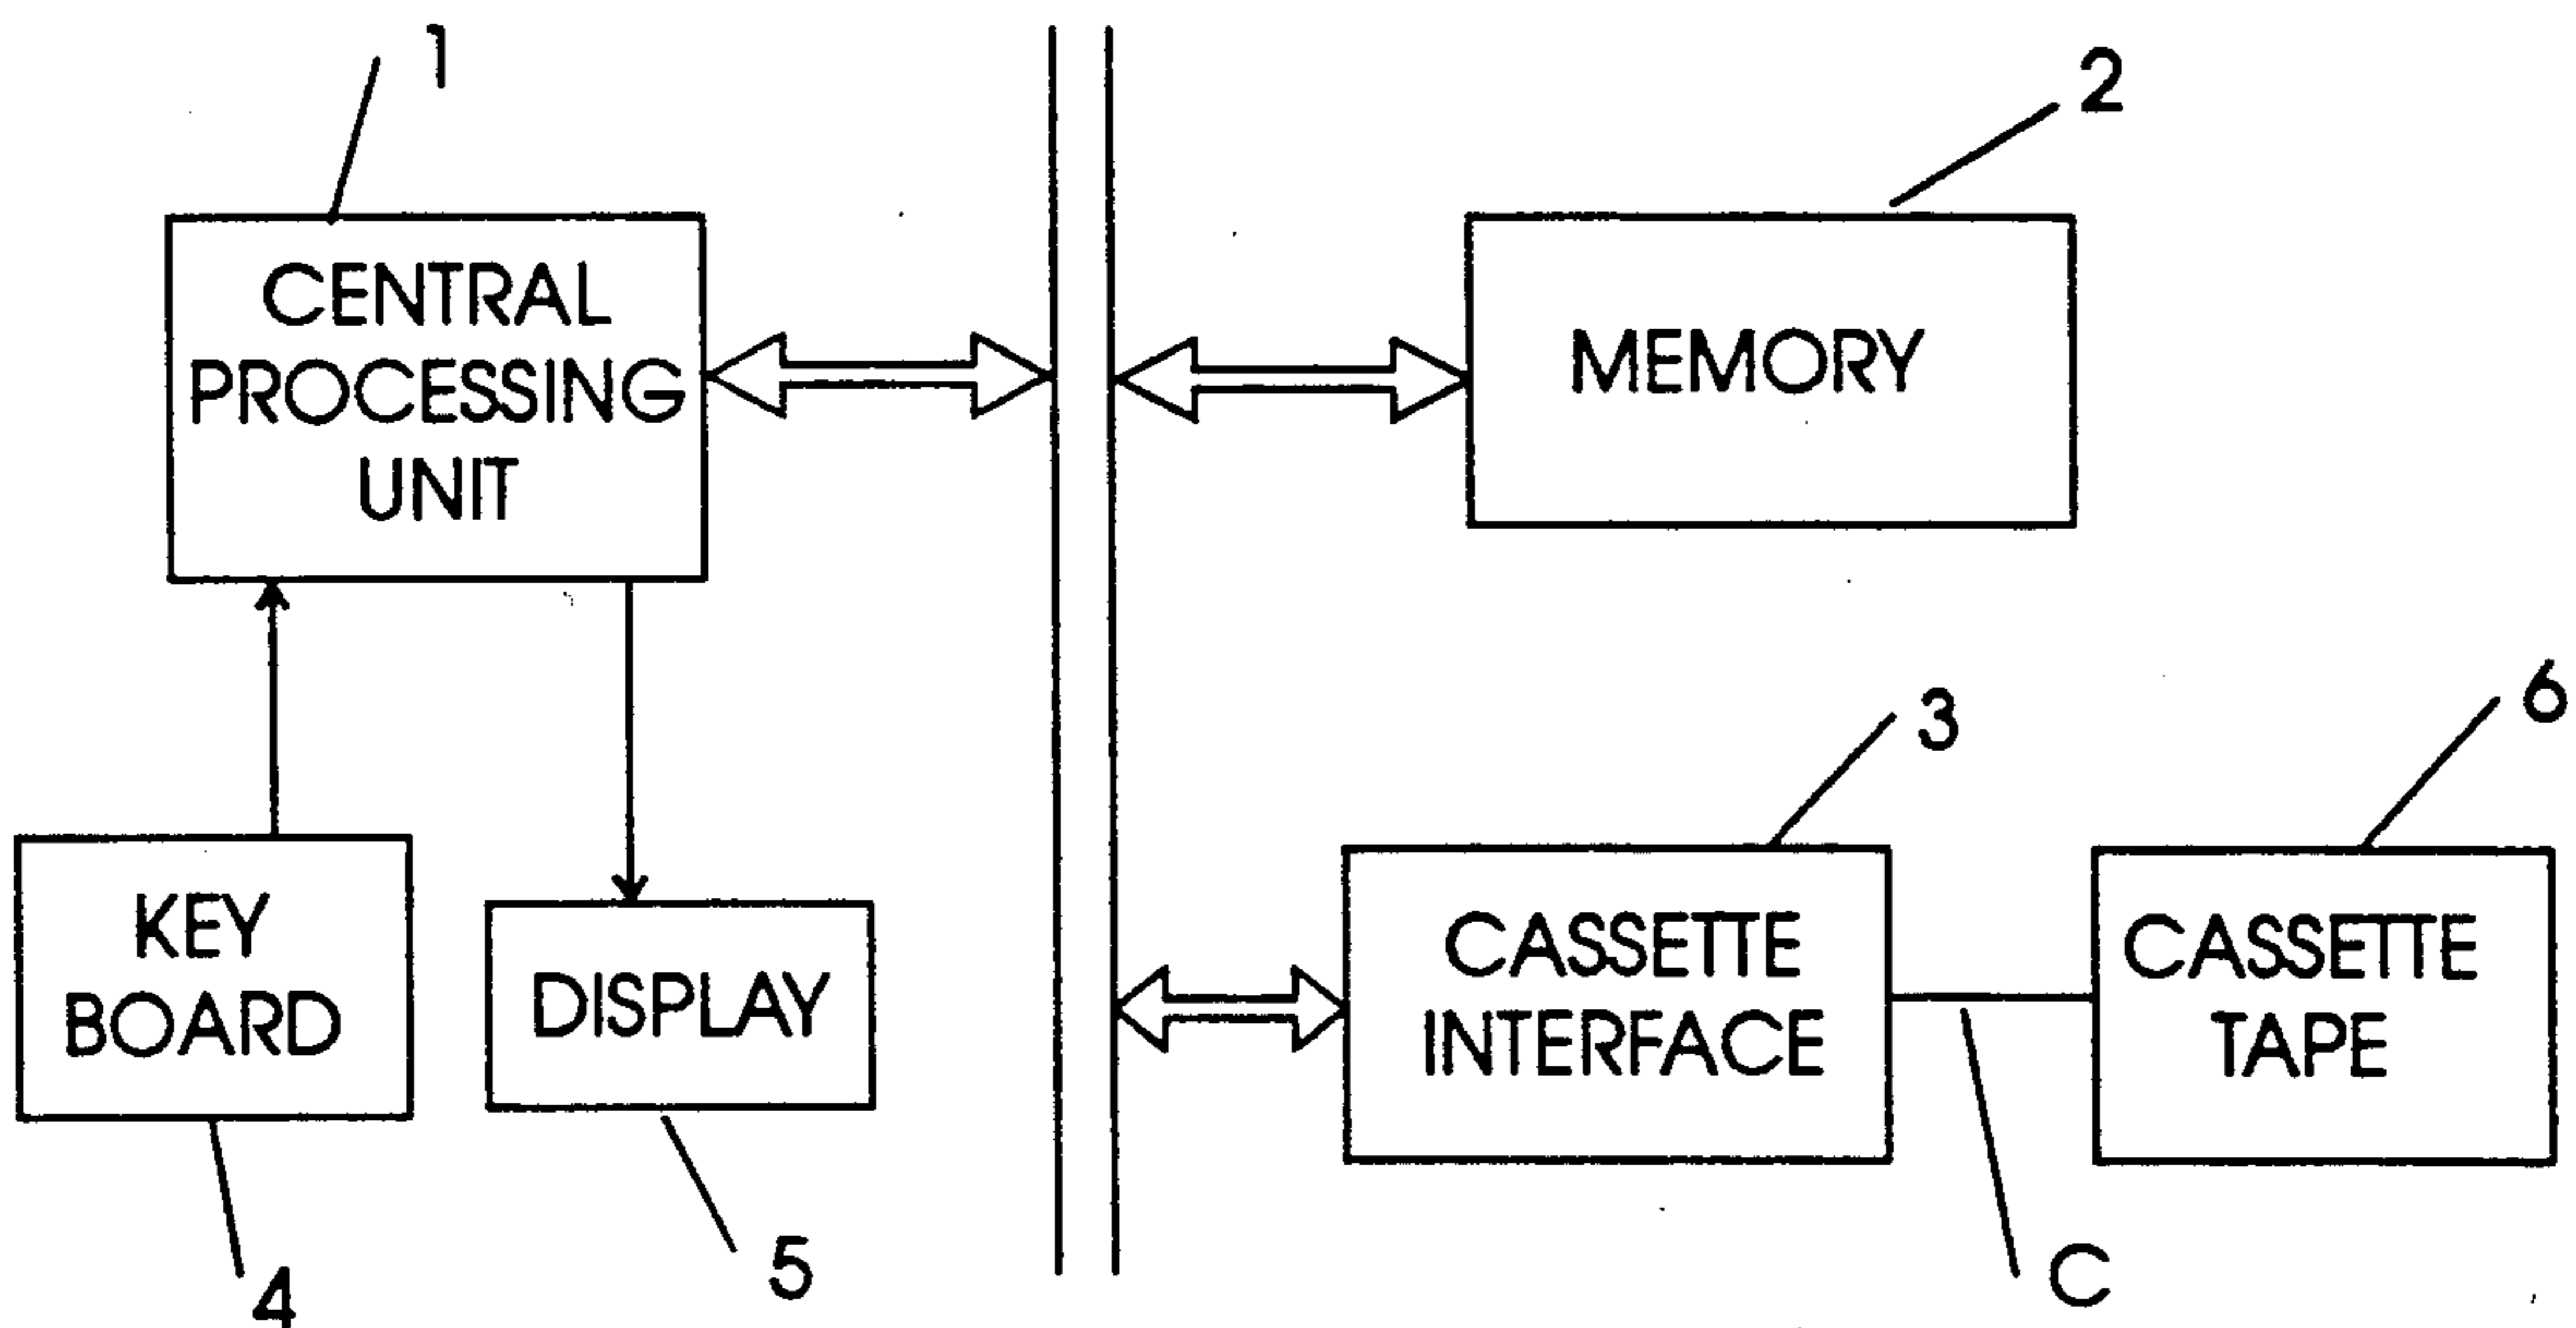 1
2
CENTRAL
PROCESSING
UNIT
MEMORY
3
6
KEY
BOARD
DISPLAY
CASSETTE
INTERFACE
CASSETTE
TAPE
4
5
C